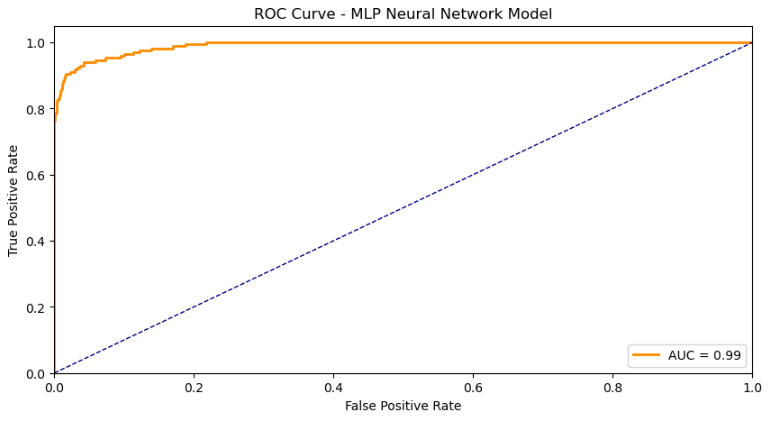 ROC Curve - MLP Neural Network Model
True Positive Rate
1.0
0.8
0.6
0.4
0.2
0.0
AUC = 0.99
0.0 0.2 0.4 0.6 0.8 1.0
False Positive Rate